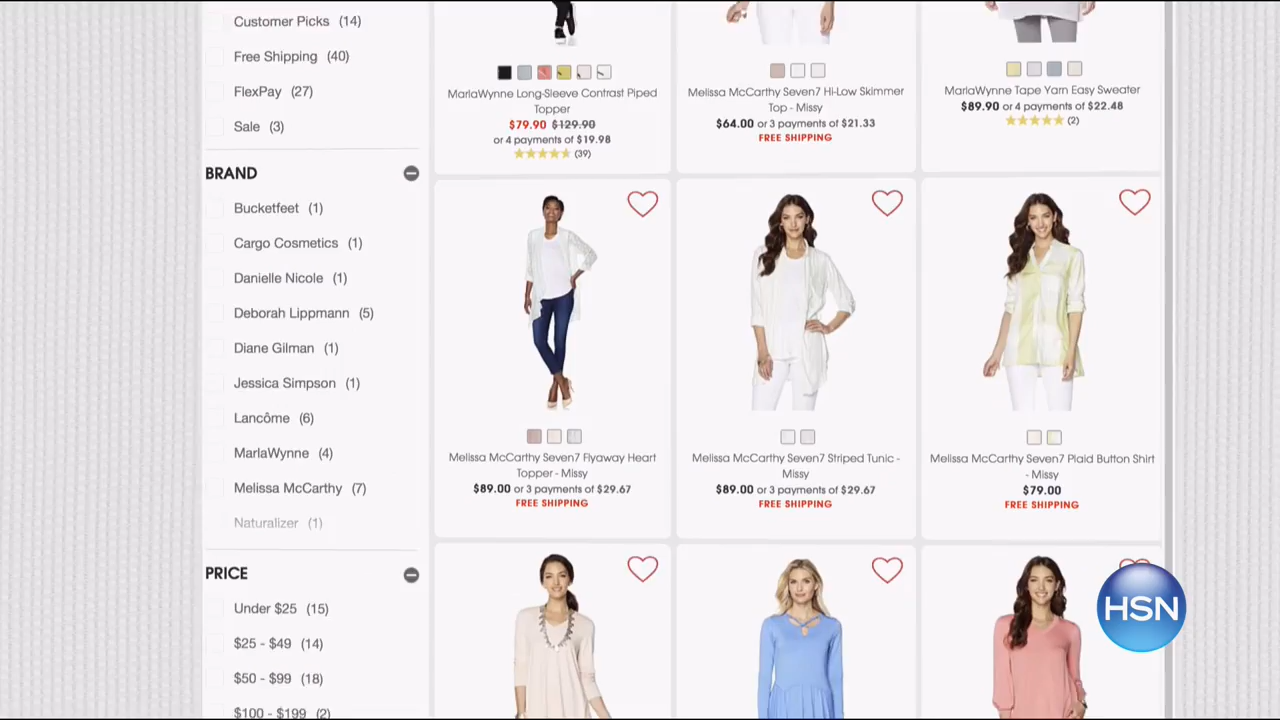 Customer Picks (14)
Free Shipping (40)
FlexPay (27)
Sale (3)
BRAND
Bucketfeet (1)
Cargo Cosmetics (1)
Danielle Nicole (1)
Deborah Lippmann (5)
Diane Gilman (1)
Jessica Simpson (1)
Lancôme (6)
MarlaWynne (4)
Melissa McCarthy (7)
Naturalizer (1)
PRICE
Under $25 (15)
$25 - $49 (14)
$50 - $99 (18)
$100 - $199 (2)
MarlaWynne Long-Sleeve Contrast Piped
Topper
$79.90 $129.90
or 4 payments of $19.98
(39)
Melissa McCarthy Seven7 Hi-Low Skimmer
Top - Missy
$64.00 or 3 payments of $21.33
FREE SHIPPING
MarlaWynne Tape Yarn Easy Sweater
$89.90 or 4 payments of $22.48
(2)
Melissa McCarthy Seven7 Flyaway Heart
Topper - Missy
$89.00 or 3 payments of $29.67
FREE SHIPPING
Melissa McCarthy Seven7 Striped Tunic -
Missy
$89.00 or 3 payments of $29.67
FREE SHIPPING
Melissa McCarthy Seven7 Plaid Button Shirt
- Missy
$79.00
FREE SHIPPING
HSN